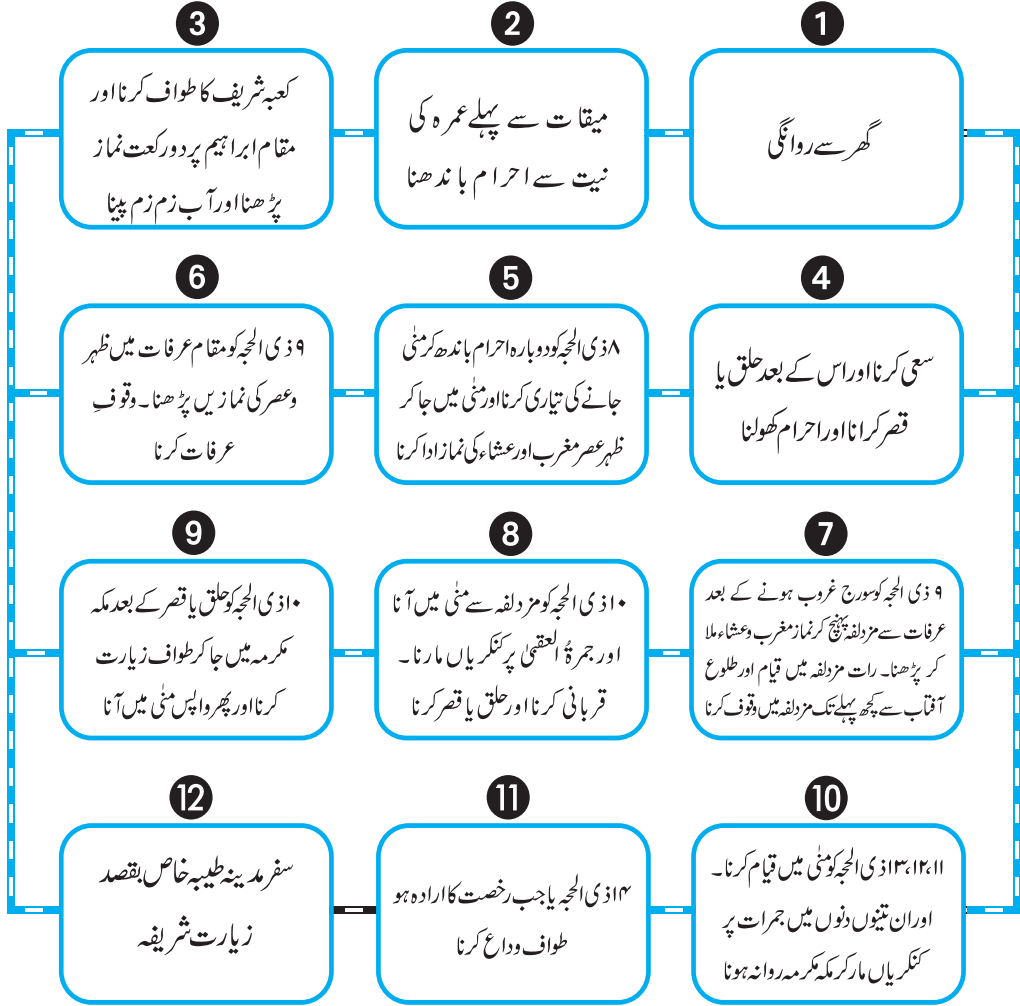 1
گھر سے روانگی
2
میقات سے پہلے عمرہ کی
نیت سے احرام باندھنا
3
کعبہ شریف کا طواف کرنا اور
مقام ابراہیم پر دو رکعت نماز
پڑھنا اور آب زم زم پینا
4
سعی کرنا اور اس کے بعد حلق یا
قصر کرانا اور احرام کھولنا
5
۸ ذی الحجہ کو دوبارہ احرام باندھ کر منٰی
جانے کی تیاری کرنا اور منٰی میں جا کر
ظہر عصر مغرب اور عشاء کی نماز ادا کرنا
6
۹ ذی الحجہ کو مقام عرفات میں ظہر
وعصر کی نمازیں پڑھنا۔ وقوفِ
عرفات کرنا
7
۹ ذی الحجہ کو سورج غروب ہونے کے بعد
عرفات سے مزدلفہ پہنچ کر نماز مغرب وعشاء ملا
کر پڑھنا۔ رات مزدلفہ میں قیام اور طلوع
آفتاب سے کچھ پہلے تک مزدلفہ میں وقوف کرنا
8
۱۰ ذی الحجہ کو مزدلفہ سے منٰی میں آنا
اور جمرۃُ العقبیٰ پر کنکریاں مارنا۔
قربانی کرنا اور حلق یا قصر کرنا
9
۱۰ ذی الحجہ کو حلق یا قصر کے بعد مکہ
مکرمہ میں جا کر طواف زیارت
کرنا اور پھر واپس منٰی میں آنا
10
۱۱،۱۲،۱۳ ذی الحجہ کو منٰی میں قیام کرنا۔
اور ان تینوں دنوں میں جمرات پر
کنکریاں مار کر مکہ مکرمہ روانہ ہونا
11
۱۴ ذی الحجہ یا جب رخصت کا ارادہ ہو
طواف وداع کرنا
12
سفر مدینہ طیبہ خاص بقصد
زیارت شریفہ